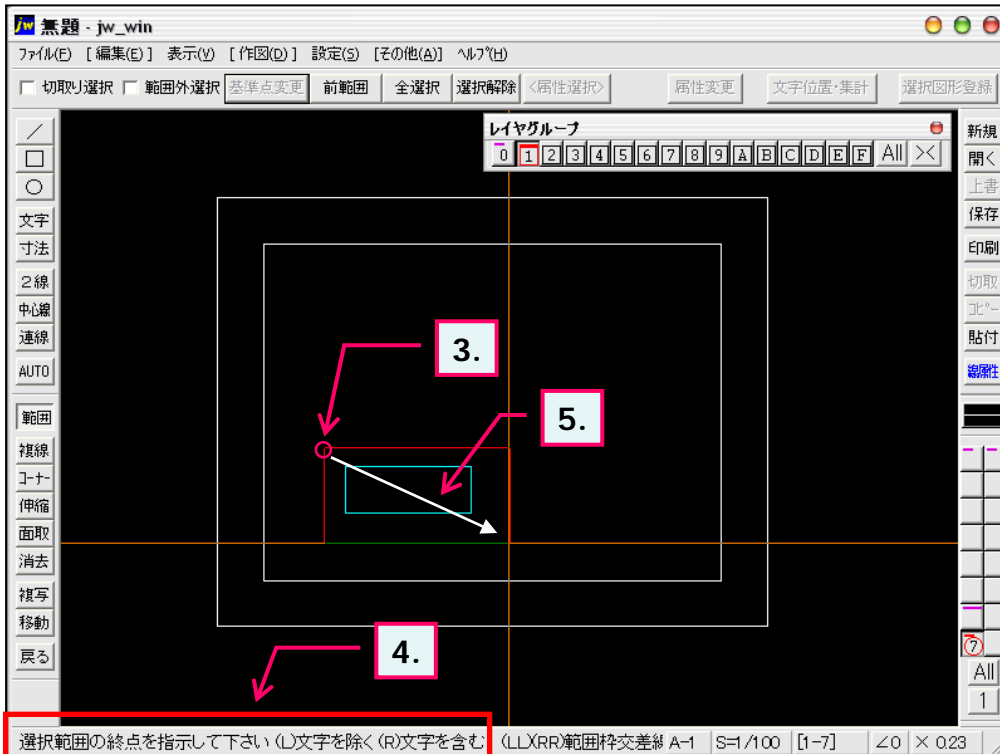 jw 無題 - jw_win
ファイル(F) [編集(E)] 表示(V) [作図(D)] 設定(S) [その他(A)] ヘルプ(H)
切取り選択 範囲外選択 基準点変更 前範囲 全選択 選択解除 <属性選択> 属性変更 文字位置・集計 選択図形登録
レイヤグループ
0 1 2 3 4 5 6 7 8 9 A B C D E F All ><
文字
寸法
2線
中心線
連線
AUTO
範囲
複線
コーナー
伸縮
面取
消去
複写
移動
戻る
新規
開く
上書
保存
印刷
切取
コピー
貼付
線属性
7
All
1
3.
5.
4.
選択範囲の終点を指示して下さい (L)文字を除く (R)文字を含む (LL)(RR)範囲枠交差線 A-1 S=1/100 [1-7] ∠0 × 0.23